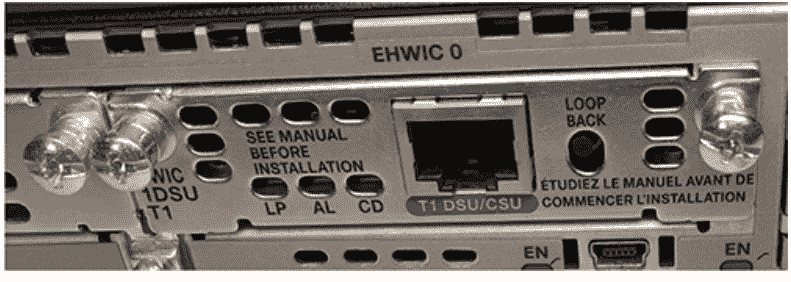 EHWIC 0
LOOP
BACK
SEE MANUAL
BEFORE
INSTALLATION
WIC
1DSU
T1
LP AL CD
T1 DSU/CSU
ÉTUDIEZ LE MANUEL AVANT DE
COMMENCER L'INSTALLATION
EN
EN